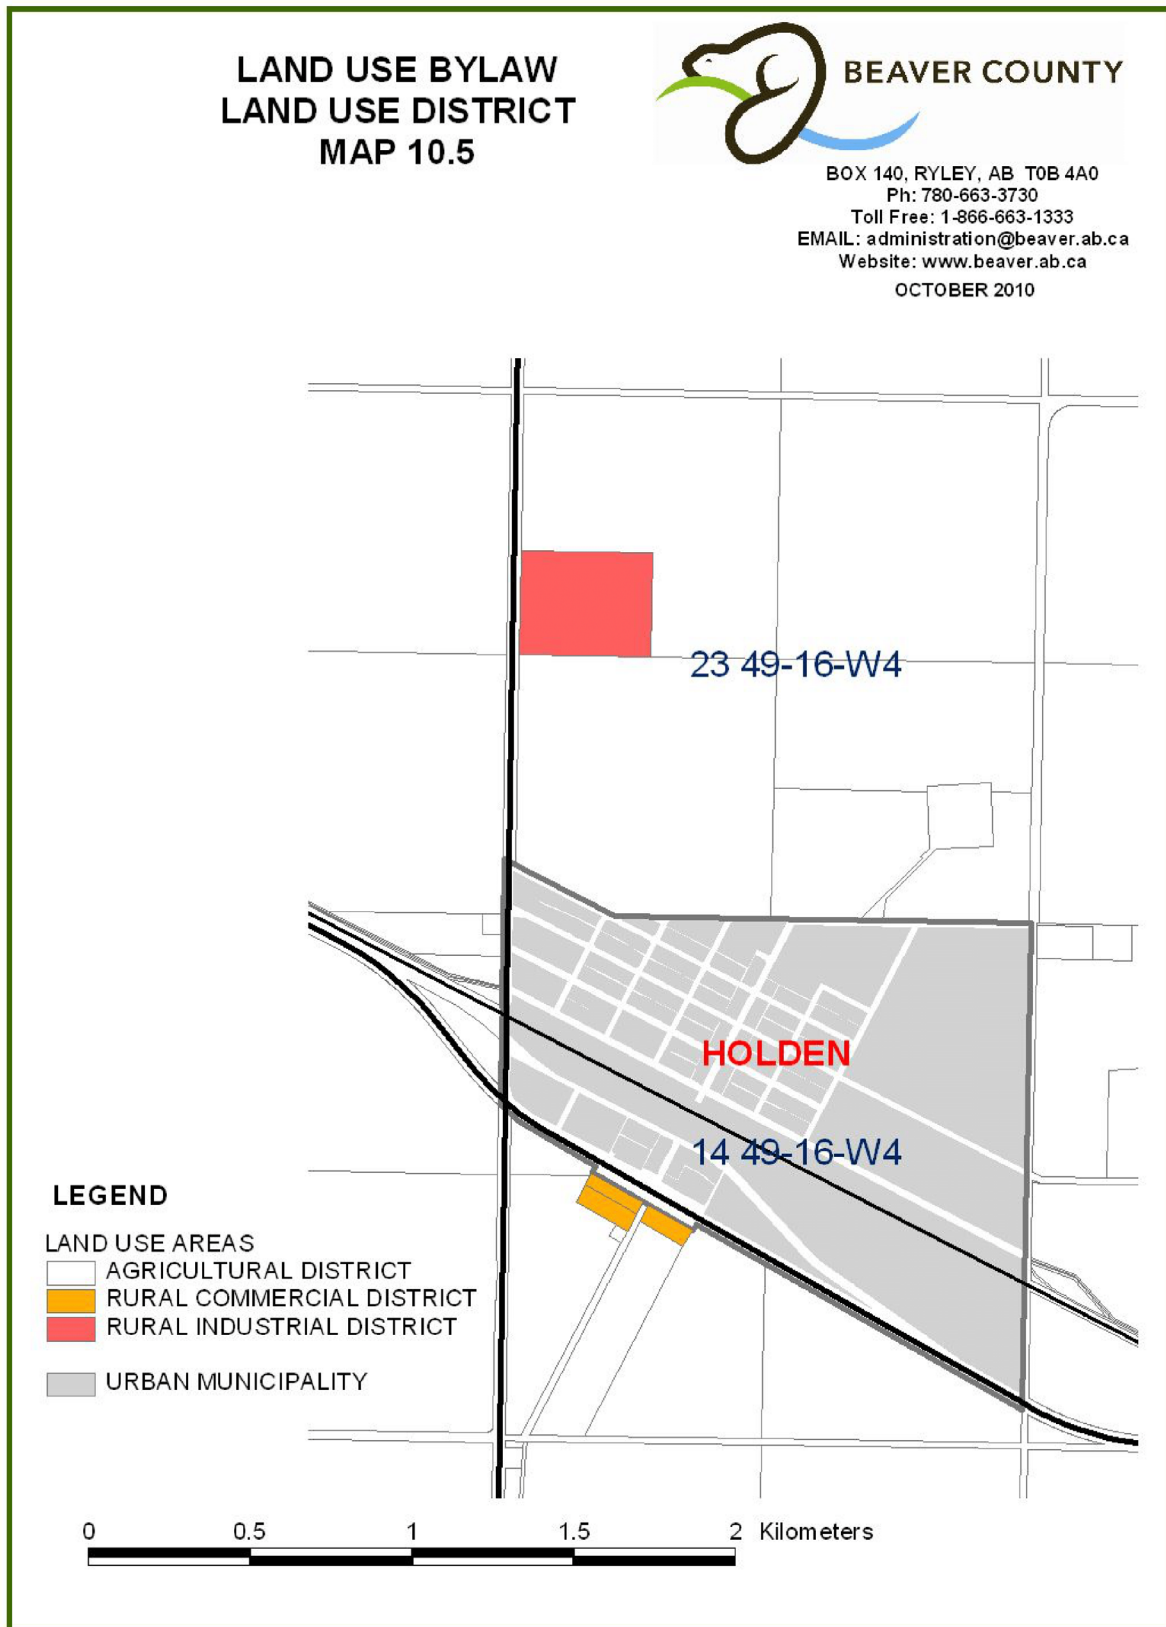 LAND USE BYLAW
LAND USE DISTRICT
MAP 10.5
BEAVER COUNTY
BOX 140, RYLEY, AB T0B 4A0
Ph: 780-663-3730
Toll Free: 1-866-663-1333
EMAIL: administration@beaver.ab.ca
Website: www.beaver.ab.ca
OCTOBER 2010
23 49-16-W4
HOLDEN
14 49-16-W4
LEGEND
LAND USE AREAS
AGRICULTURAL DISTRICT
RURAL COMMERCIAL DISTRICT
RURAL INDUSTRIAL DISTRICT
URBAN MUNICIPALITY
0 0.5 1 1.5 2 Kilometers